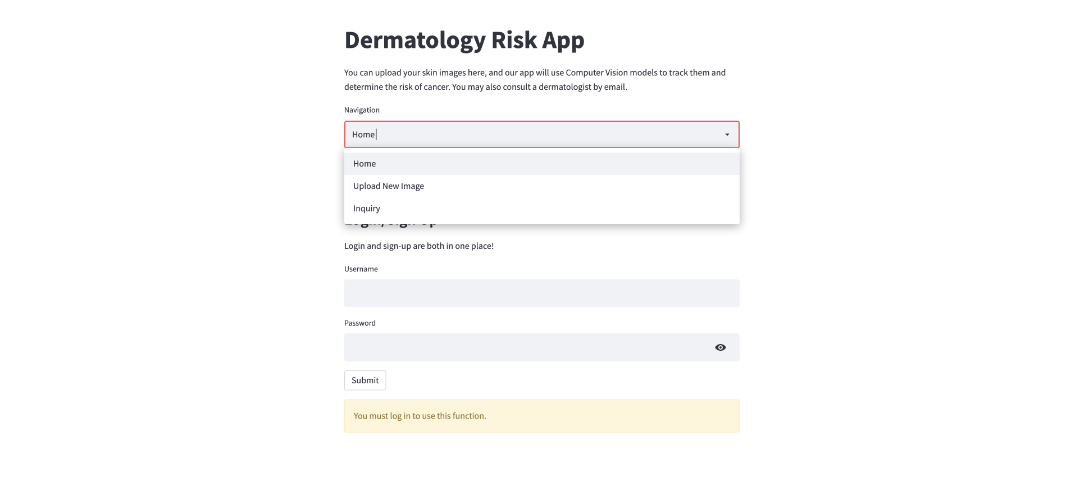 Dermatology Risk App
You can upload your skin images here, and our app will use Computer Vision models to track them and
determine the risk of cancer. You may also consult a dermatologist by email.
Navigation
Home
Home
Upload New Image
Inquiry
Login and sign-up are both in one place!
Username
Password
Submit
You must log in to use this function.